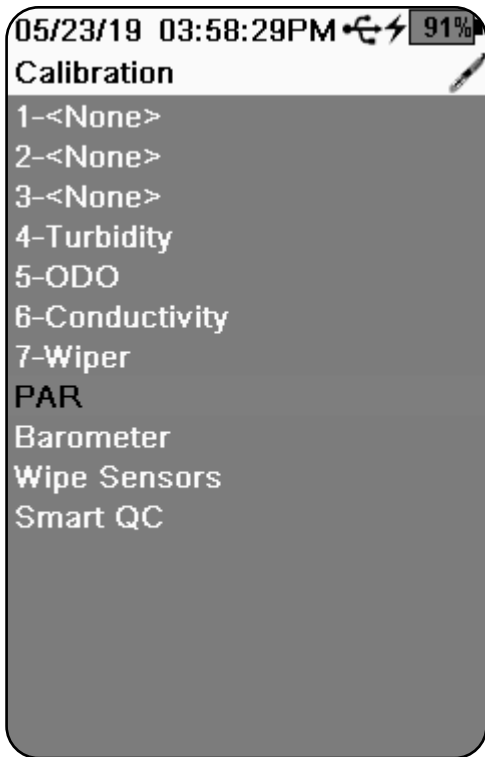 05/23/19 03:58:29PM 91%
Calibration
1-<None>
2-<None>
3-<None>
4-Turbidity
5-ODO
6-Conductivity
7-Wiper
PAR
Barometer
Wipe Sensors
Smart QC